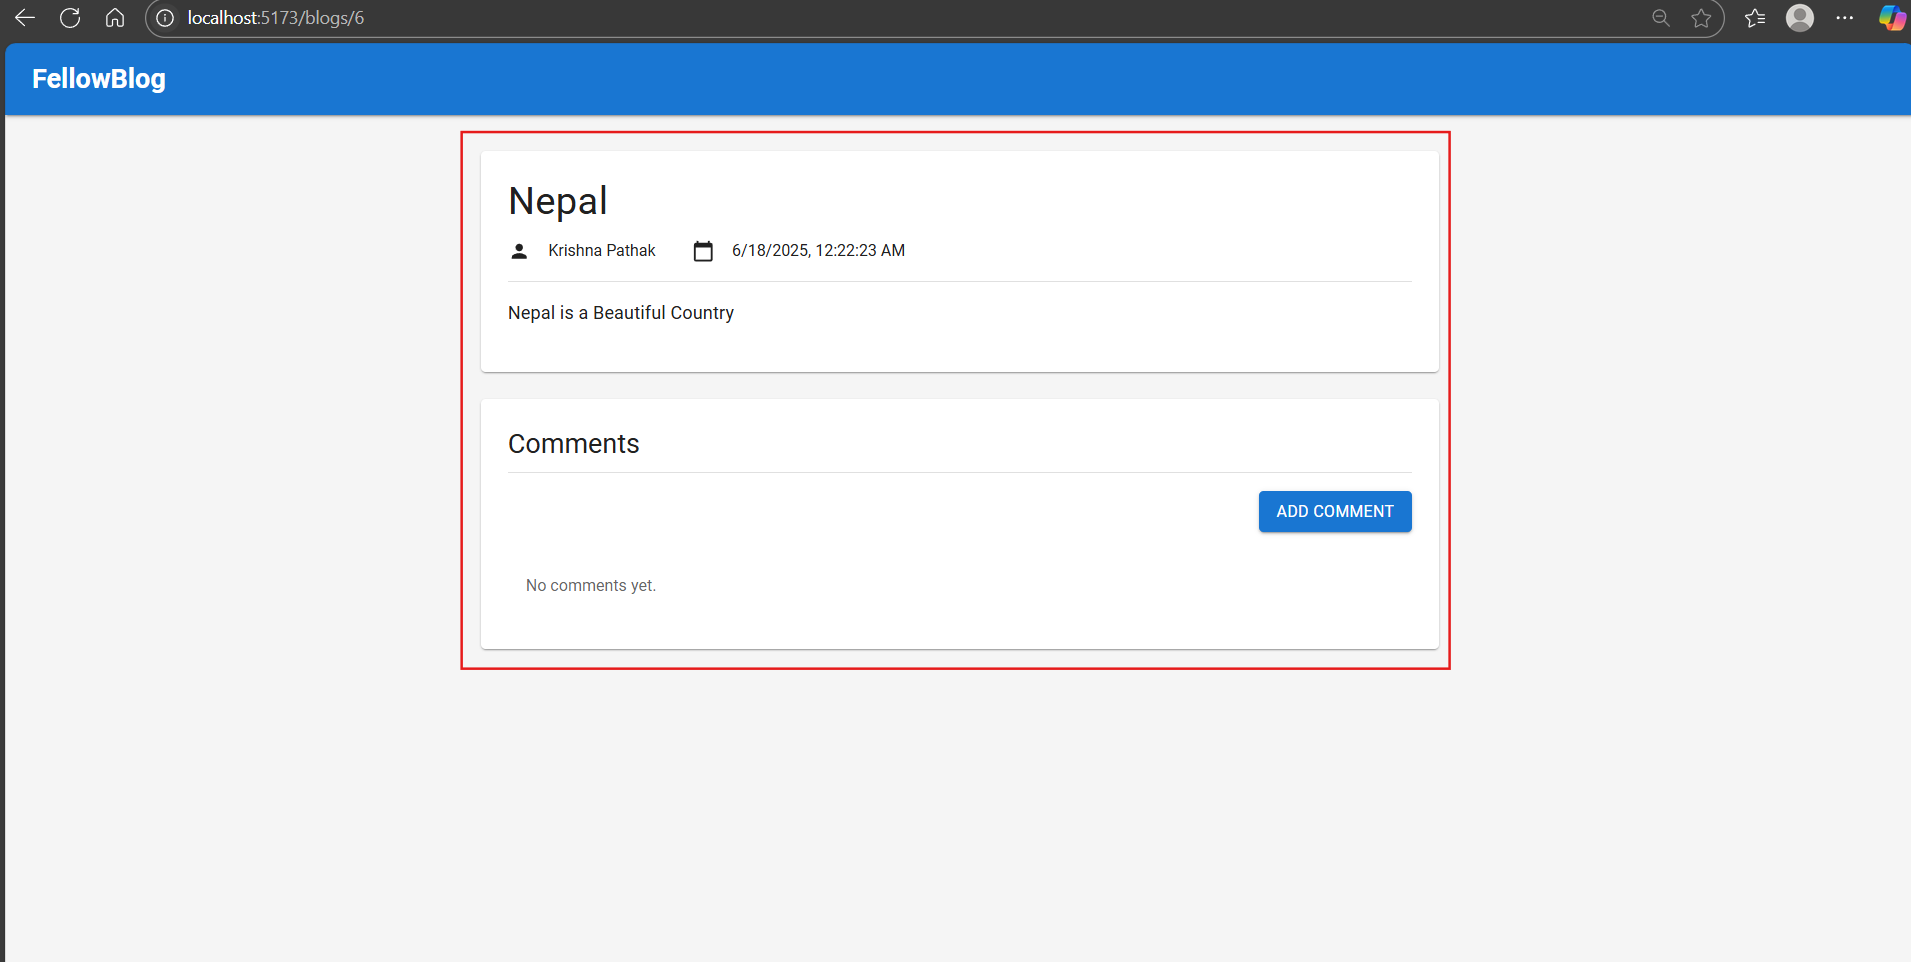 localhost:5173/blogs/6
FellowBlog
Nepal
Krishna Pathak 6/18/2025, 12:22:23 AM
Nepal is a Beautiful Country
Comments
ADD COMMENT
No comments yet.